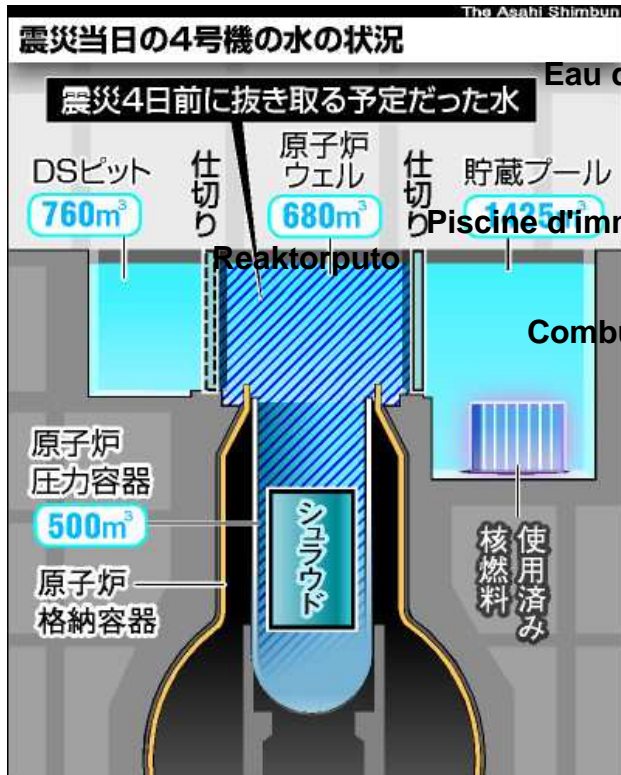 The Asahi Shimbun
震災当日の4号機の水の状況
Eau d
震災4日前に抜き取る予定だった水
DSピット
760m³
仕切り
原子炉
ウェル
680m³
仕切り
貯蔵プール
1425m³
Piscine d'imm
Reaktorputo
Combu
原子炉
圧力容器
500m³
シュラウド
原子炉
格納容器
使用済み
核燃料